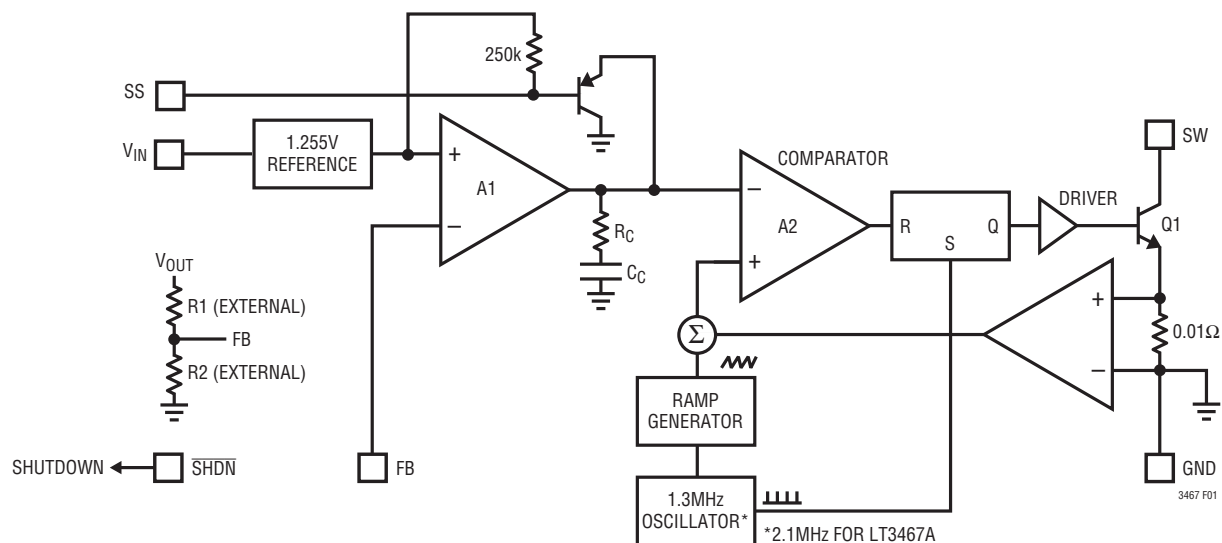 250k
SS
V_IN
1.255V
REFERENCE
+
A1
−
R_C
C_C
COMPARATOR
−
A2
+
R
S
Q
DRIVER
SW
Q1
V_OUT
R1 (EXTERNAL)
FB
R2 (EXTERNAL)
Σ
+
−
0.01Ω
RAMP
GENERATOR
SHUTDOWN
S̅H̅D̅N̅
FB
1.3MHz
OSCILLATOR*
*2.1MHz FOR LT3467A
GND
3467 F01